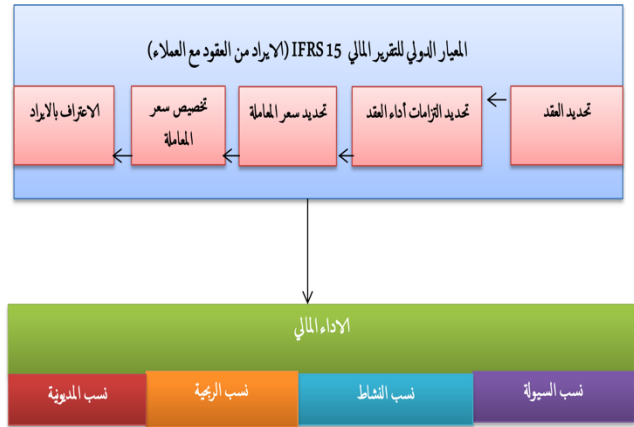 المعيار الدولي للتقرير المالي IFRS 15 (الايراد من العقود مع العملاء)
تحديد العقد
تحديد التزامات أداء العقد
تحديد سعر المعاملة
تخصيص سعر
المعاملة
الاعتراف بالايراد
الاداء المالي
نسب السيولة
نسب النشاط
نسب الربحية
نسب المديونية